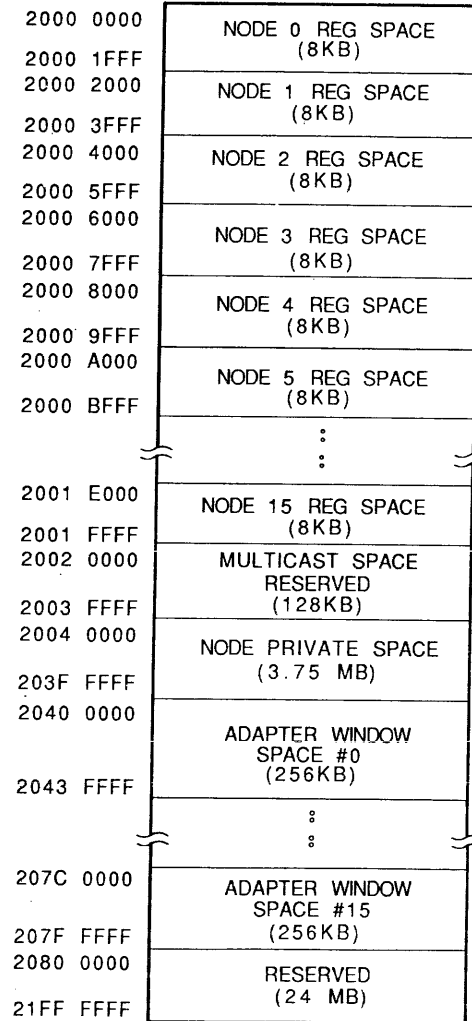 2000 0000
NODE 0 REG SPACE
(8KB)
2000 1FFF
2000 2000
NODE 1 REG SPACE
(8KB)
2000 3FFF
2000 4000
NODE 2 REG SPACE
(8KB)
2000 5FFF
2000 6000
NODE 3 REG SPACE
(8KB)
2000 7FFF
2000 8000
NODE 4 REG SPACE
(8KB)
2000 9FFF
2000 A000
NODE 5 REG SPACE
(8KB)
2000 BFFF
2001 E000
NODE 15 REG SPACE
(8KB)
2001 FFFF
2002 0000
MULTICAST SPACE
RESERVED
(128KB)
2003 FFFF
2004 0000
NODE PRIVATE SPACE
(3.75 MB)
203F FFFF
2040 0000
ADAPTER WINDOW
SPACE #0
(256KB)
2043 FFFF
207C 0000
ADAPTER WINDOW
SPACE #15
(256KB)
207F FFFF
2080 0000
RESERVED
(24 MB)
21FF FFFF